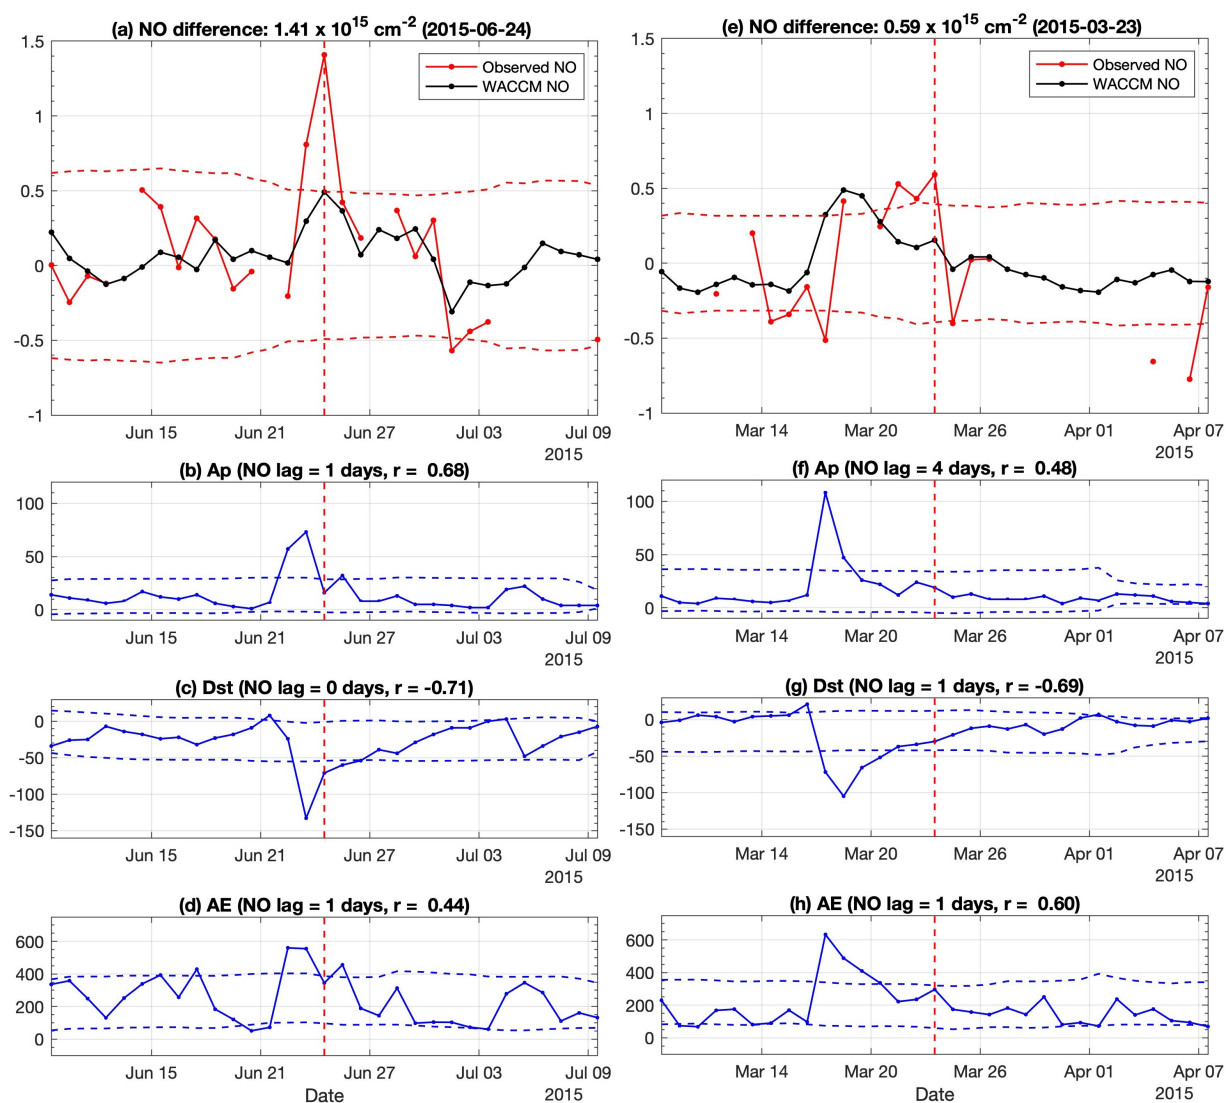 (a) NO difference: 1.41 x 10^15 cm^-2 (2015-06-24)
1.5
1
0.5
0
-0.5
-1
Observed NO
WACCM NO
Jun 15
Jun 21
Jun 27
Jul 03
Jul 09
2015
(b) Ap (NO lag = 1 days, r = 0.68)
100
50
0
Jun 15
Jun 21
Jun 27
Jul 03
Jul 09
2015
(c) Dst (NO lag = 0 days, r = -0.71)
0
-50
-100
-150
Jun 15
Jun 21
Jun 27
Jul 03
Jul 09
2015
(d) AE (NO lag = 1 days, r = 0.44)
600
400
200
0
Jun 15
Jun 21
Jun 27
Jul 03
Jul 09
2015
Date
(e) NO difference: 0.59 x 10^15 cm^-2 (2015-03-23)
1.5
1
0.5
0
-0.5
-1
Observed NO
WACCM NO
Mar 14
Mar 20
Mar 26
Apr 01
Apr 07
2015
(f) Ap (NO lag = 4 days, r = 0.48)
100
50
0
Mar 14
Mar 20
Mar 26
Apr 01
Apr 07
2015
(g) Dst (NO lag = 1 days, r = -0.69)
0
-50
-100
-150
Mar 14
Mar 20
Mar 26
Apr 01
Apr 07
2015
(h) AE (NO lag = 1 days, r = 0.60)
600
400
200
0
Mar 14
Mar 20
Mar 26
Apr 01
Apr 07
2015
Date